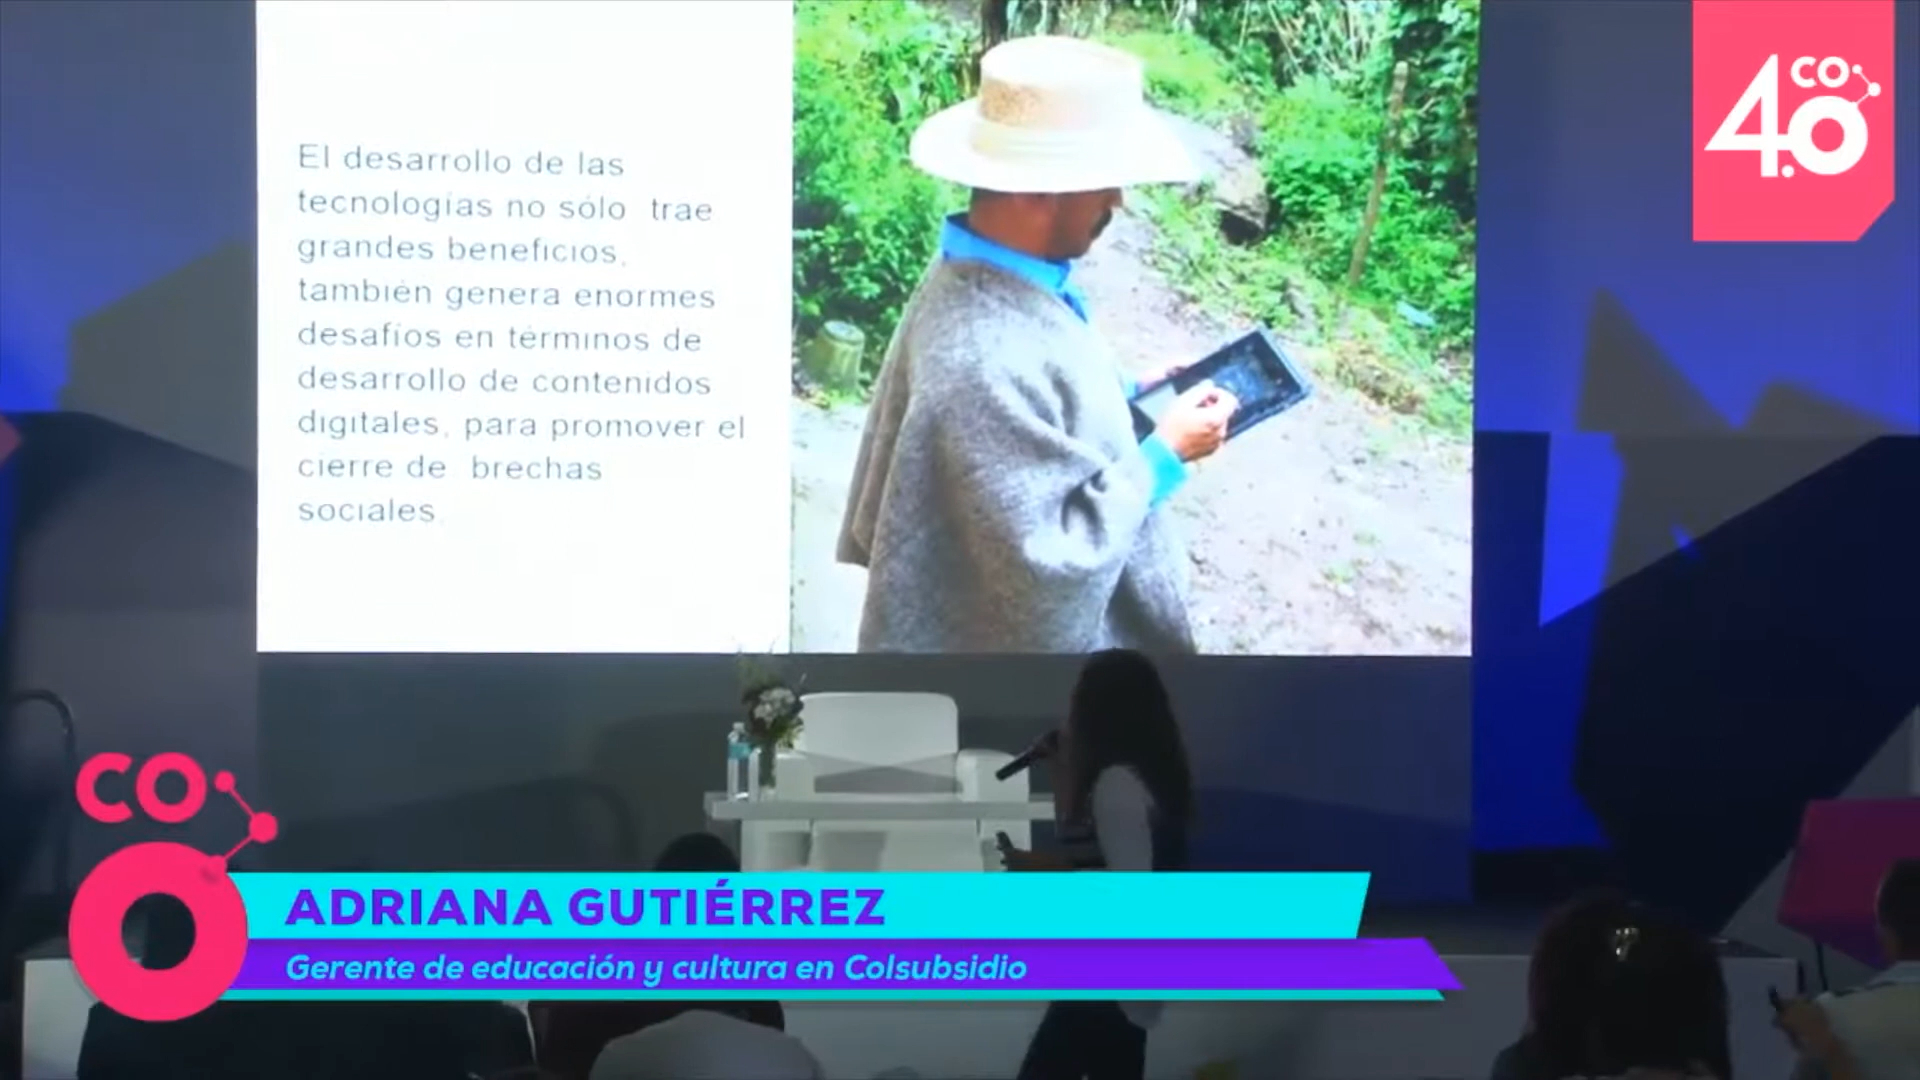 El desarrollo de las
tecnologías no sólo trae
grandes beneficios,
también genera enormes
desafíos en términos de
desarrollo de contenidos
digitales, para promover el
cierre de brechas
sociales.
CO
4.0
CO
O
ADRIANA GUTIÉRREZ
Gerente de educación y cultura en Colsubsidio